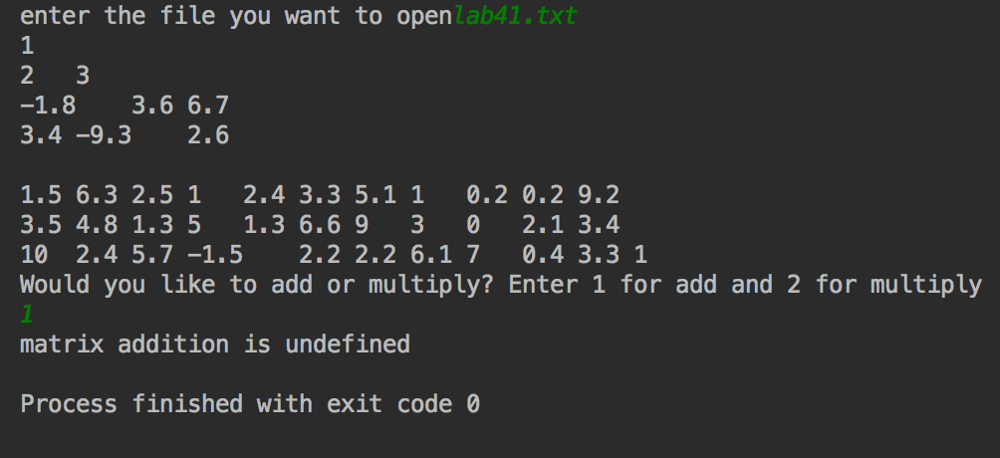 enter the file you want to openlab41.txt
1
2 3
-1.8 3.6 6.7
3.4 -9.3 2.6
1.5 6.3 2.5 1 2.4 3.3 5.1 1 0.2 0.2 9.2
3.5 4.8 1.3 5 1.3 6.6 9 3 0 2.1 3.4
10 2.4 5.7 -1.5 2.2 2.2 6.1 7 0.4 3.3 1
Would you like to add or multiply? Enter 1 for add and 2 for multiply
1
matrix addition is undefined
Process finished with exit code 0